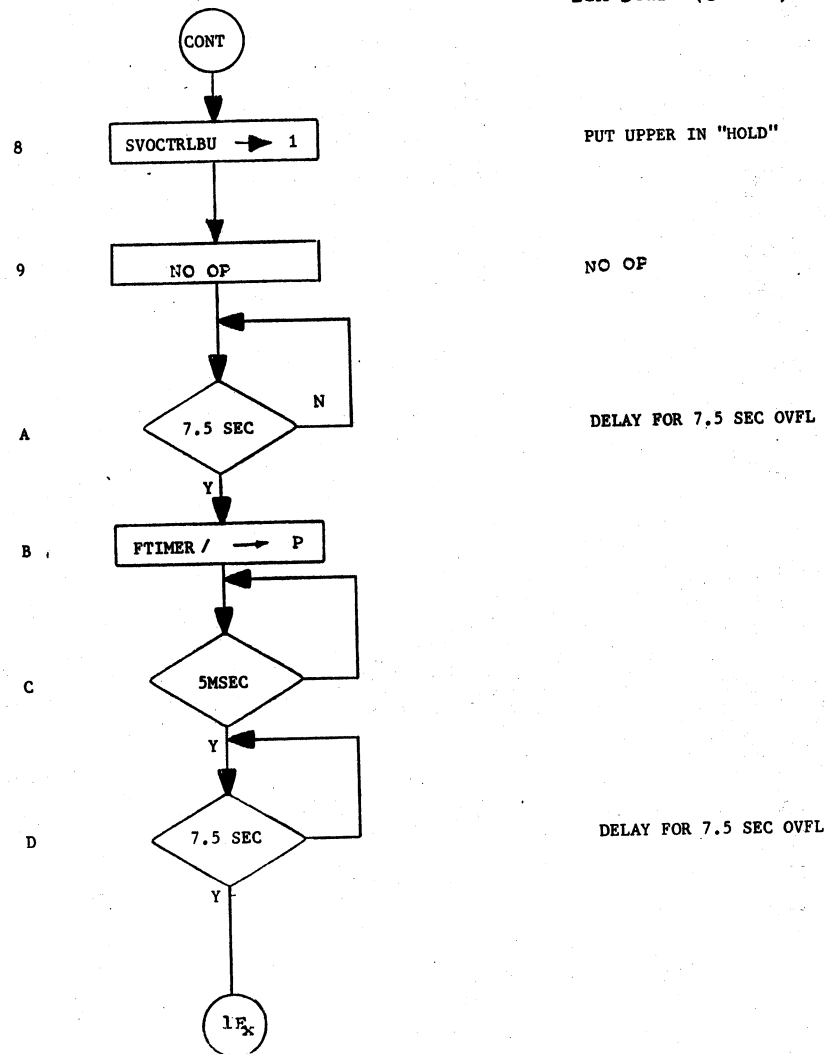 CONT
8 SVOCTRLBU → 1 PUT UPPER IN "HOLD"
9 NO OP NO OP
N
A 7.5 SEC DELAY FOR 7.5 SEC OVFL
Y
B FTIMER / → P
C 5MSEC
Y
D 7.5 SEC DELAY FOR 7.5 SEC OVFL
Y